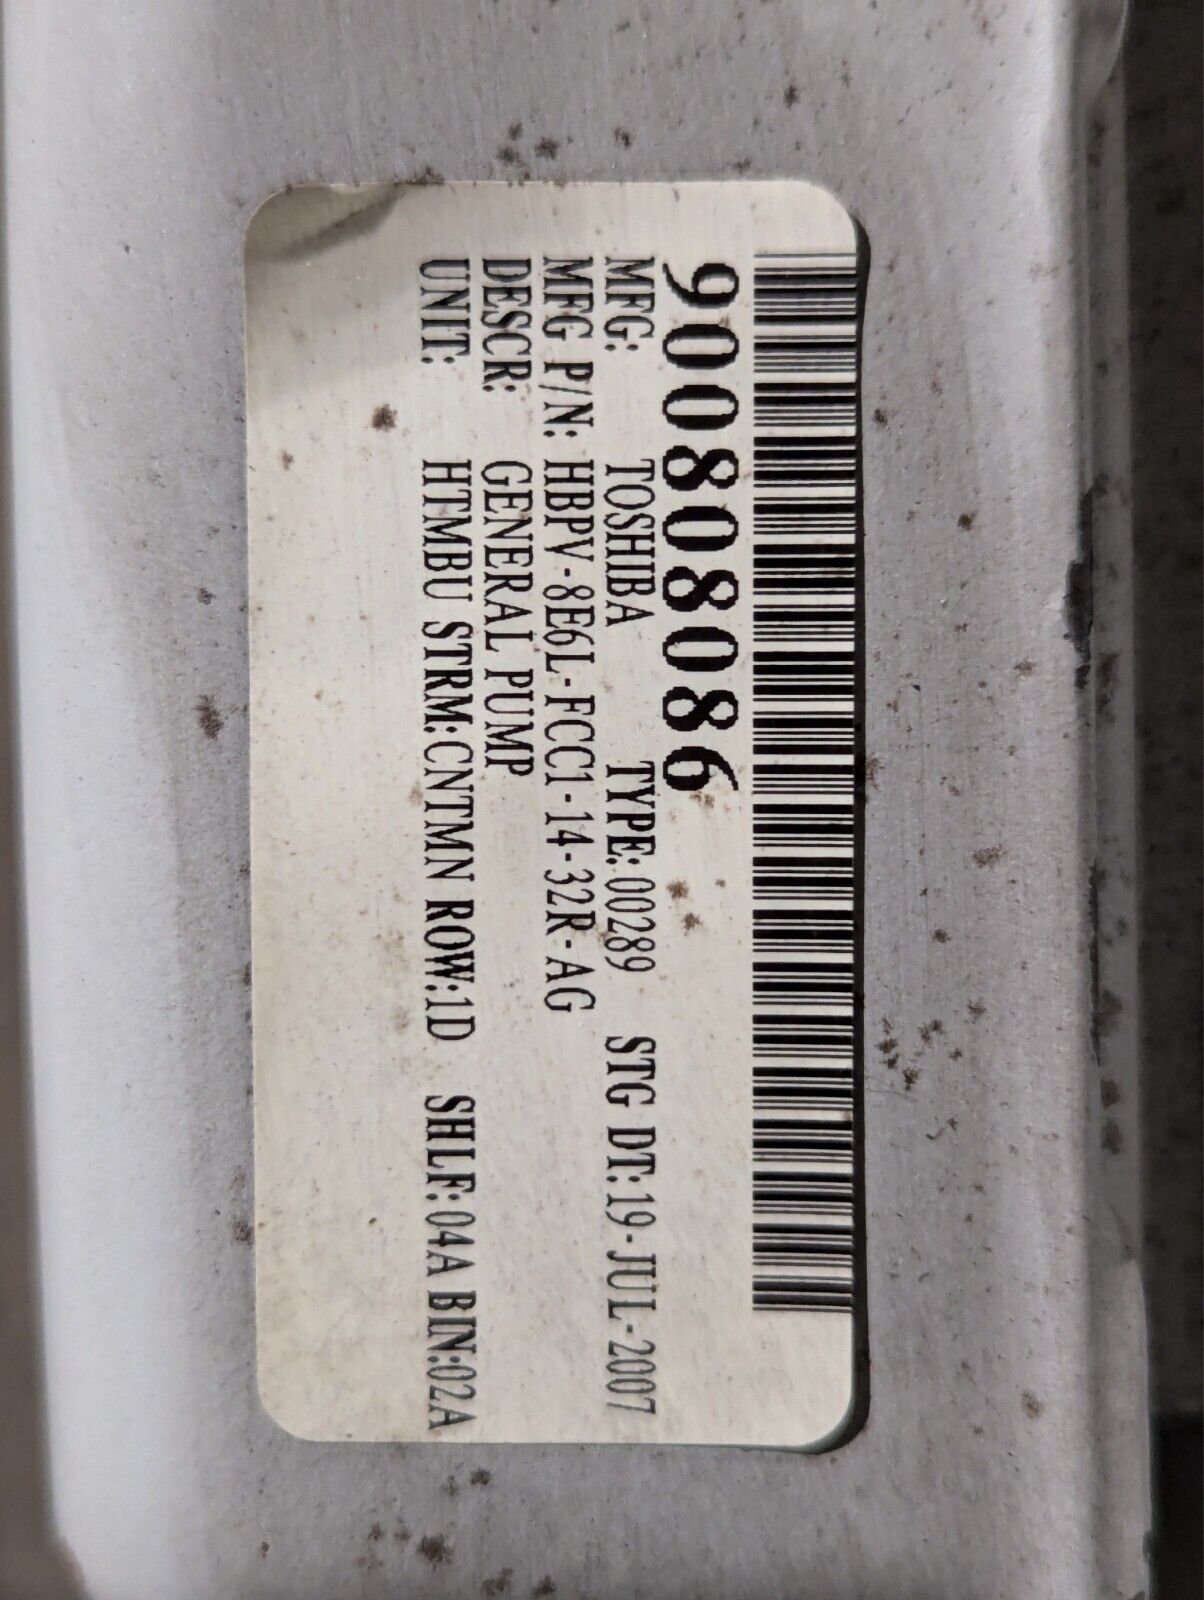 90080808086
MFG: TOSHIBA TYPE:00289 STG DT:19-JUL-2007
MFG P/N: HBPV-8E6L-FCC1-14-32R-AG
DESCR: GENERAL PUMP
UNIT: HTMBU STRM:CNTMN ROW:1D SHLF:04A BIN:02A